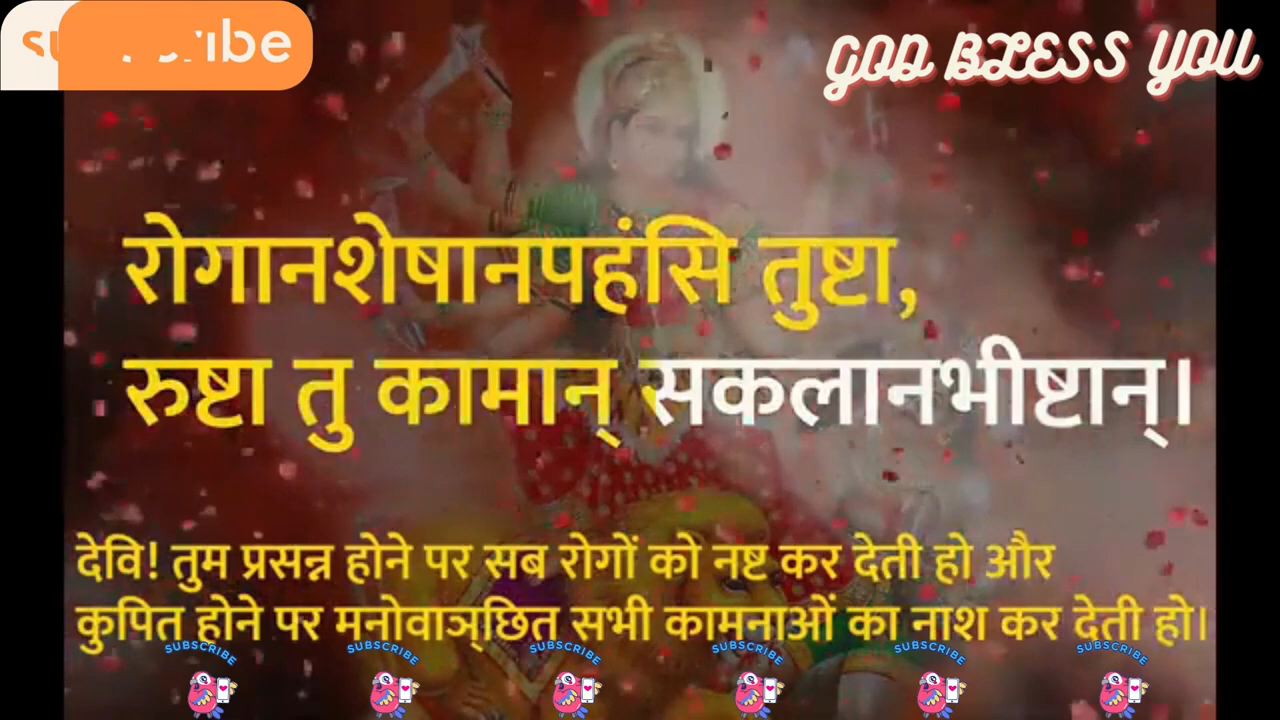 GOD BLESS YOU
रोगानशेषानपहंसि तुष्टा,
रुष्टा तु कामान् सकलानभीष्टान्।
देवि! तुम प्रसन्न होने पर सब रोगों को नष्ट कर देती हो और
कुपित होने पर मनोवाञ्छित सभी कामनाओं का नाश कर देती हो।
SUBSCRIBE SUBSCRIBE SUBSCRIBE SUBSCRIBE SUBSCRIBE SUBSCRIBE